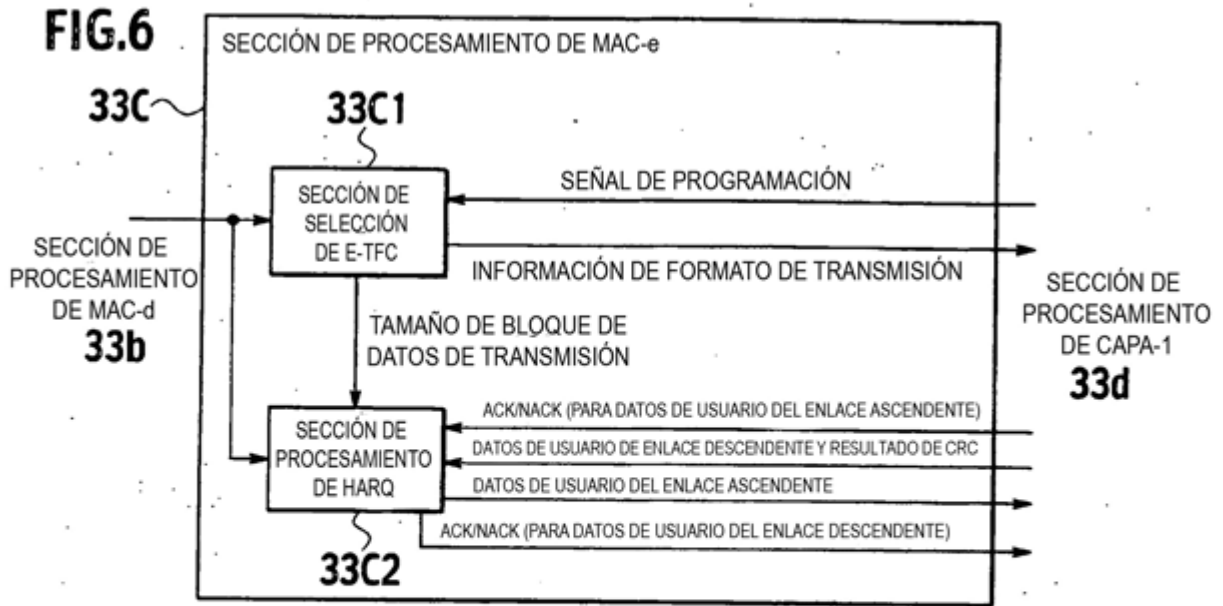 FIG.6
SECCIÓN DE PROCESAMIENTO DE MAC-e
33C
33C1
SECCIÓN DE
SELECCIÓN
DE E-TFC
SEÑAL DE PROGRAMACIÓN
INFORMACIÓN DE FORMATO DE TRANSMISIÓN
SECCIÓN DE
PROCESAMIENTO
DE MAC-d
33b
TAMAÑO DE BLOQUE DE
DATOS DE TRANSMISIÓN
SECCIÓN DE
PROCESAMIENTO
DE CAPA-1
33d
SECCIÓN DE
PROCESAMIENTO
DE HARQ
ACK/NACK (PARA DATOS DE USUARIO DEL ENLACE ASCENDENTE)
DATOS DE USUARIO DE ENLACE DESCENDENTE Y RESULTADO DE CRC
DATOS DE USUARIO DEL ENLACE ASCENDENTE
ACK/NACK (PARA DATOS DE USUARIO DEL ENLACE DESCENDENTE)
33C2